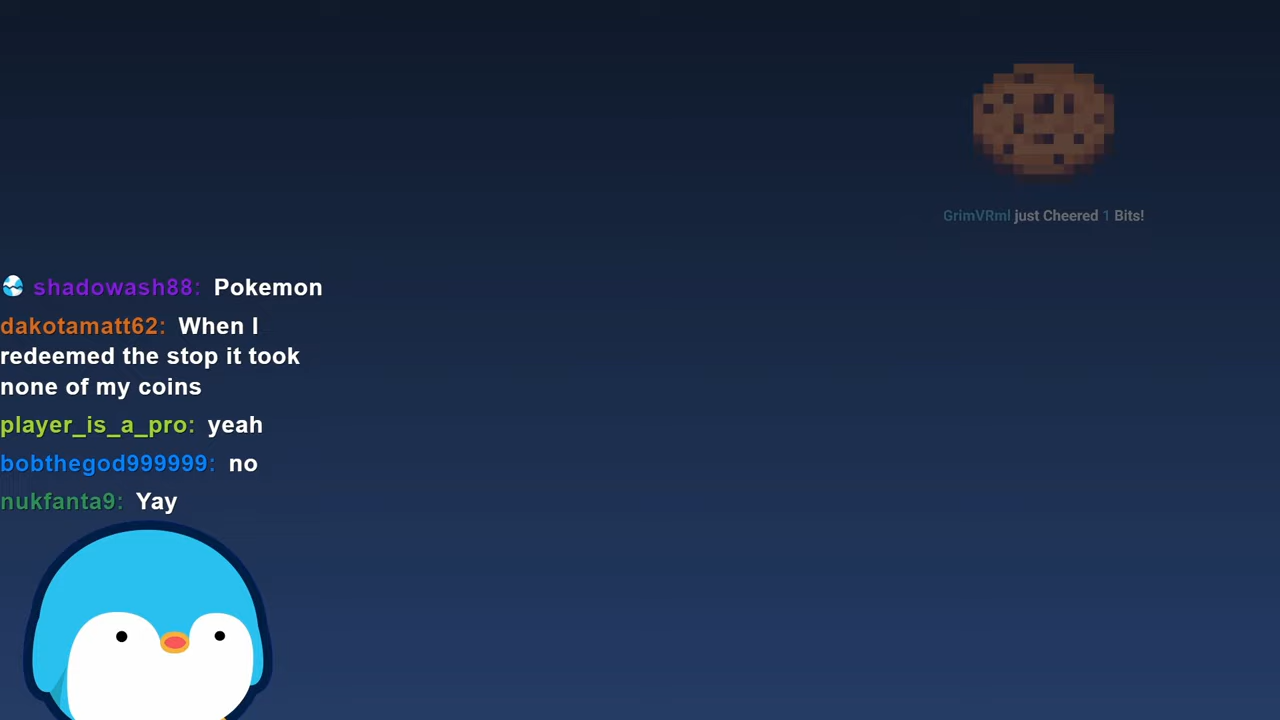 GrimVRml just Cheered 1 Bits!
shadowash88: Pokemon
dakotamatt62: When I
redeemed the stop it took
none of my coins
player_is_a_pro: yeah
bobthegod999999: no
nukfanta9: Yay